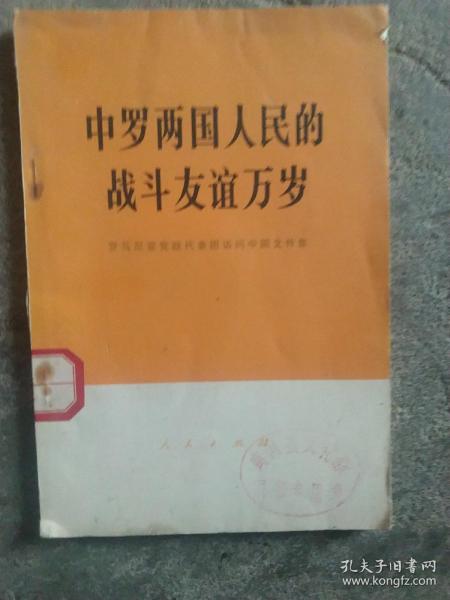 中罗两国人民的
战斗友谊万岁
罗马尼亚党政代表团访问中国文件集
人民出版社
孔夫子旧书网
www.kongfz.com